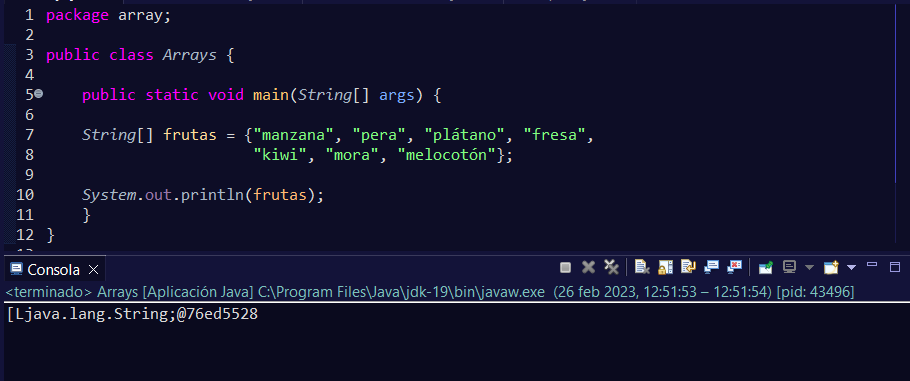 1 package array;
2
3 public class Arrays {
4
5     public static void main(String[] args) {
6
7     String[] frutas = {"manzana", "pera", "plátano", "fresa",
8                        "kiwi", "mora", "melocotón"};
9
10     System.out.println(frutas);
11     }
12 }
Consola
<terminado> Arrays [Aplicación Java] C:\Program Files\Java\jdk-19\bin\javaw.exe (26 feb 2023, 12:51:53 – 12:51:54) [pid: 43496]
[Ljava.lang.String;@76ed5528